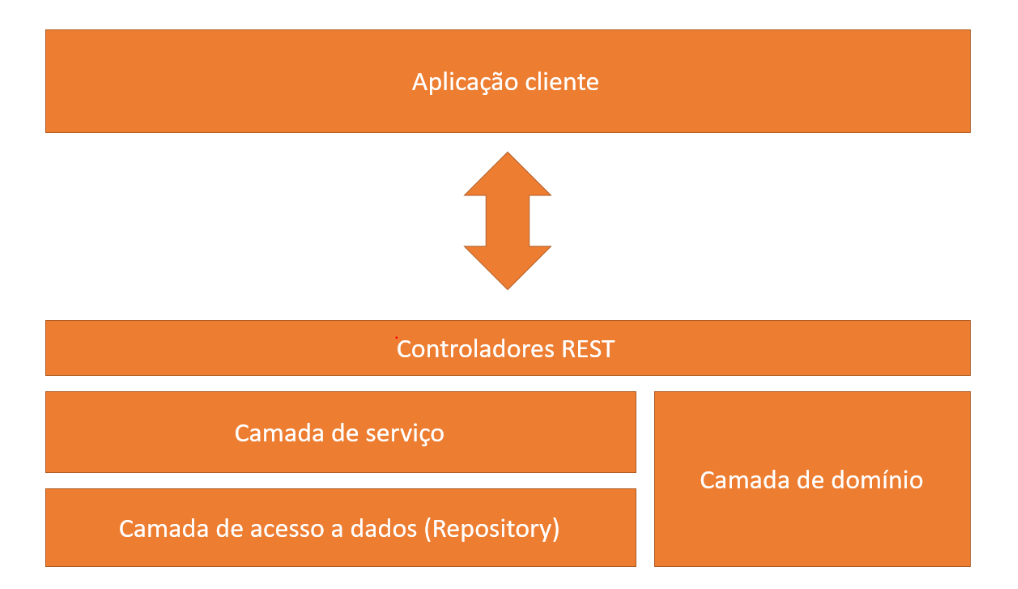 Aplicação cliente
Controladores REST
Camada de serviço
Camada de domínio
Camada de acesso a dados (Repository)